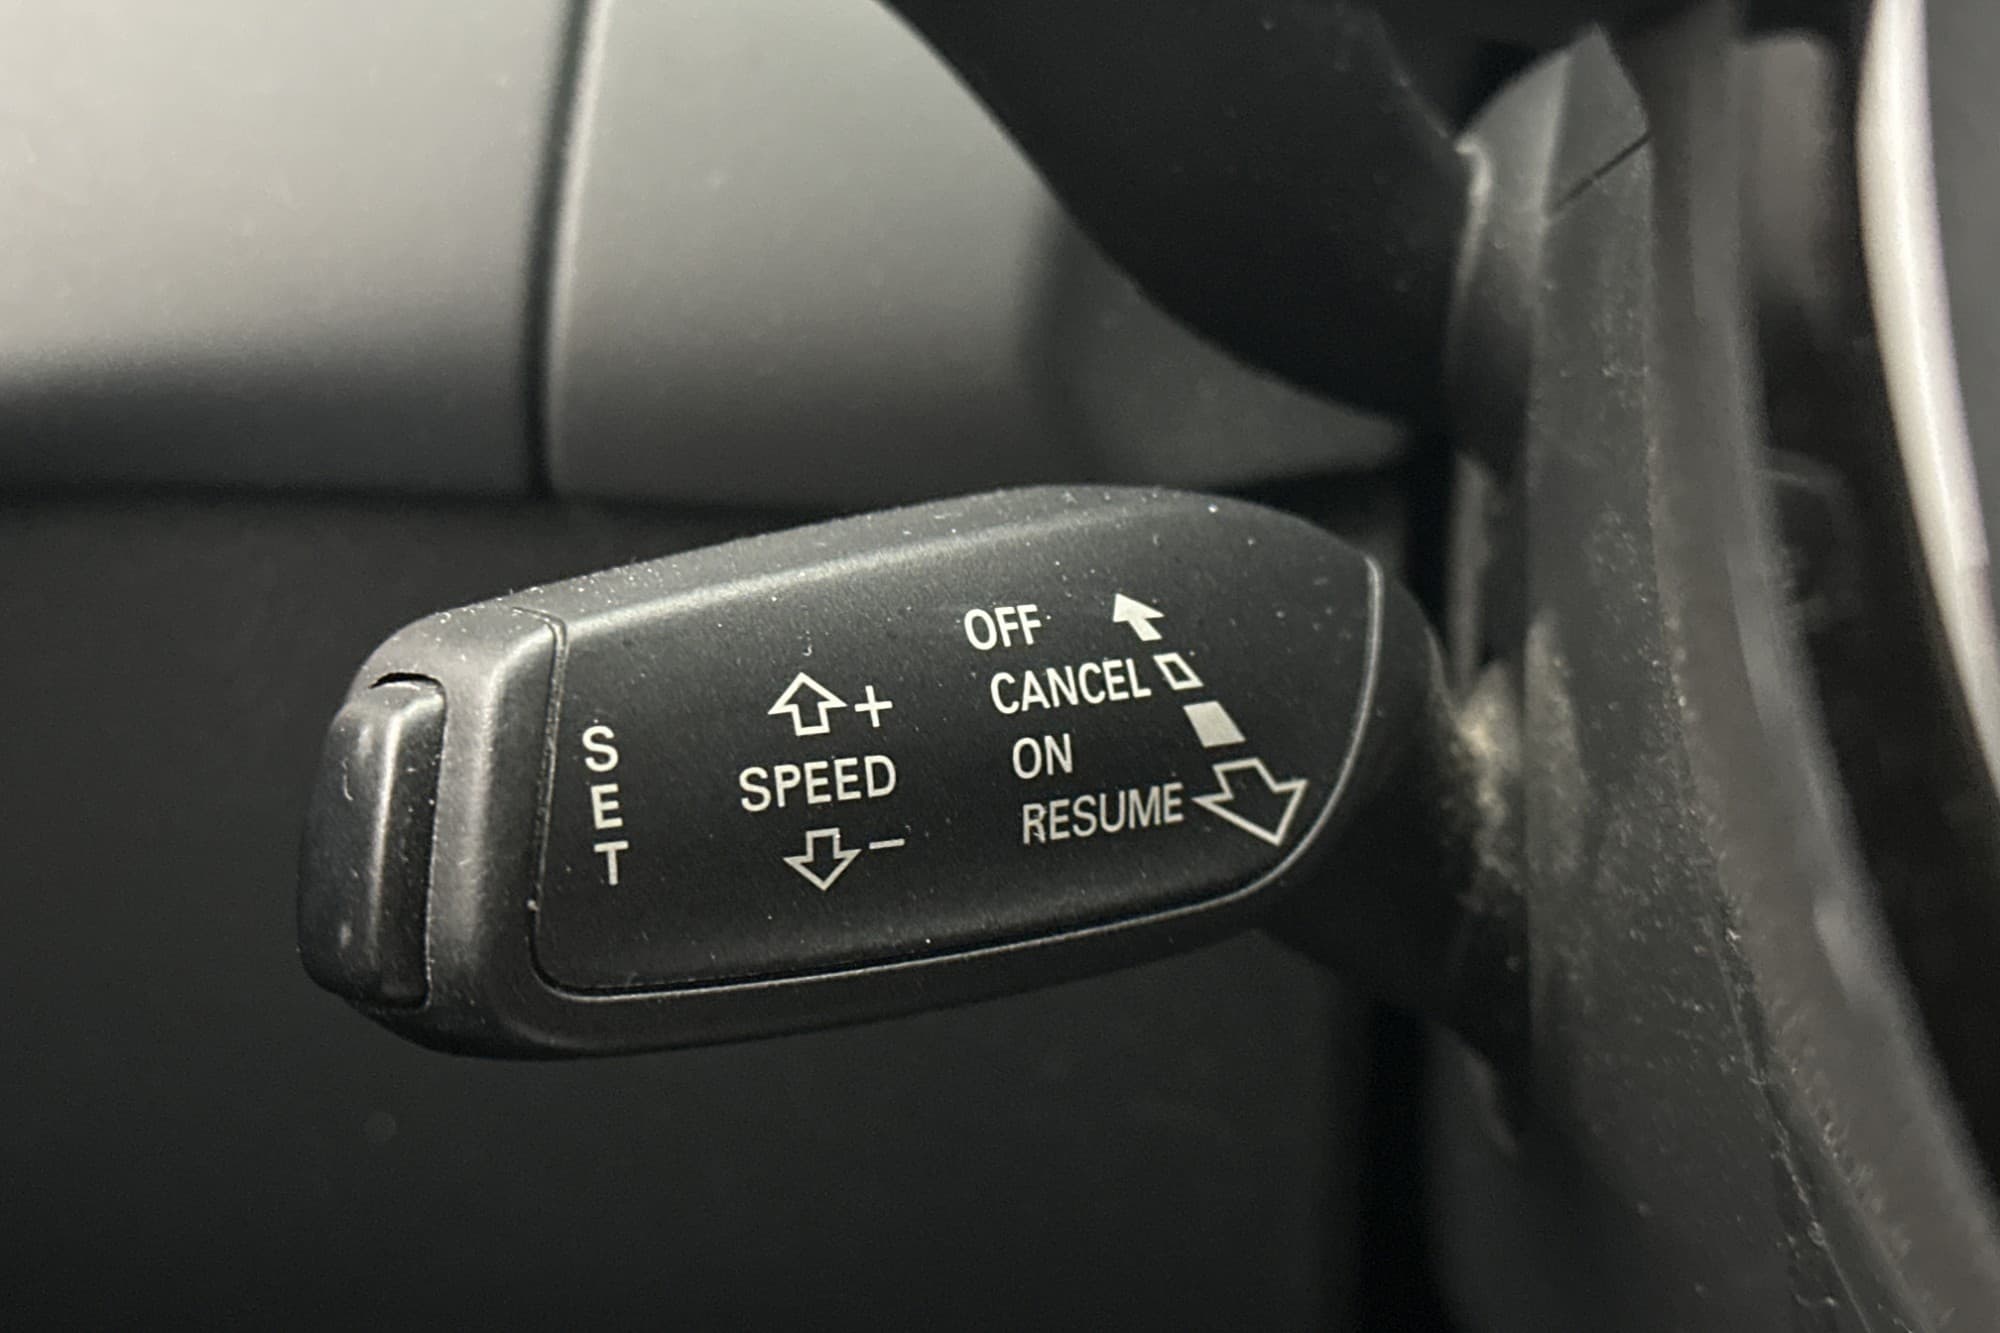 SET
+
SPEED
−
OFF
CANCEL
ON
RESUME